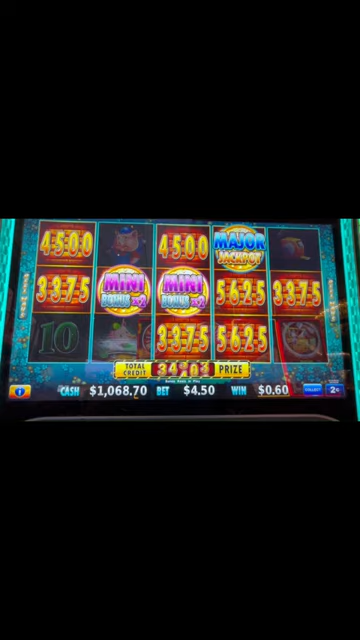 4500 4500 MAJOR JACKPOT
3375 MINI BONUS x2 MINI BONUS x2 5625 3375
10 3375 5625
TOTAL CREDIT PRIZE
CASH $1,068.70 BET $4.50 WIN $0.60 2¢